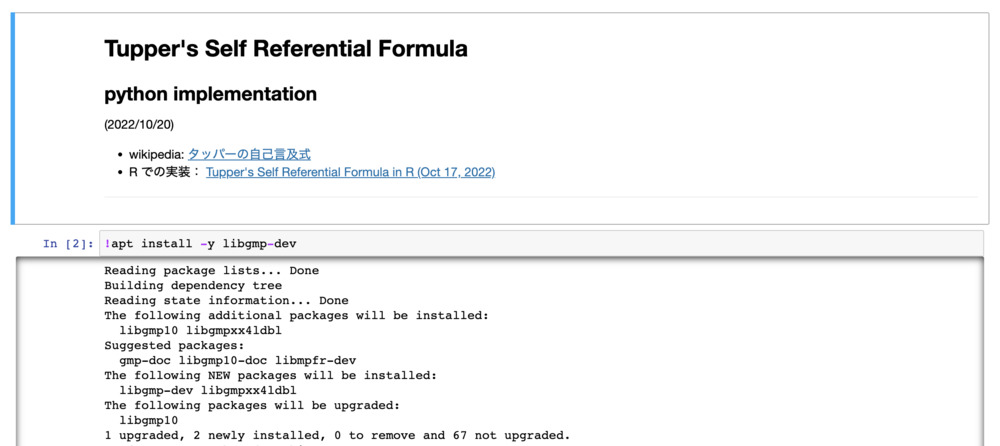 Tupper's Self Referential Formula
python implementation
(2022/10/20)
• wikipedia: タッパーの自己言及式
• R での実装： Tupper's Self Referential Formula in R (Oct 17, 2022)
In [2]: !apt install -y libgmp-dev
Reading package lists... Done
Building dependency tree
Reading state information... Done
The following additional packages will be installed:
libgmp10 libgmpxx4ldbl
Suggested packages:
gmp-doc libgmp10-doc libmpfr-dev
The following NEW packages will be installed:
libgmp-dev libgmpxx4ldbl
The following packages will be upgraded:
libgmp10
1 upgraded, 2 newly installed, 0 to remove and 67 not upgraded.